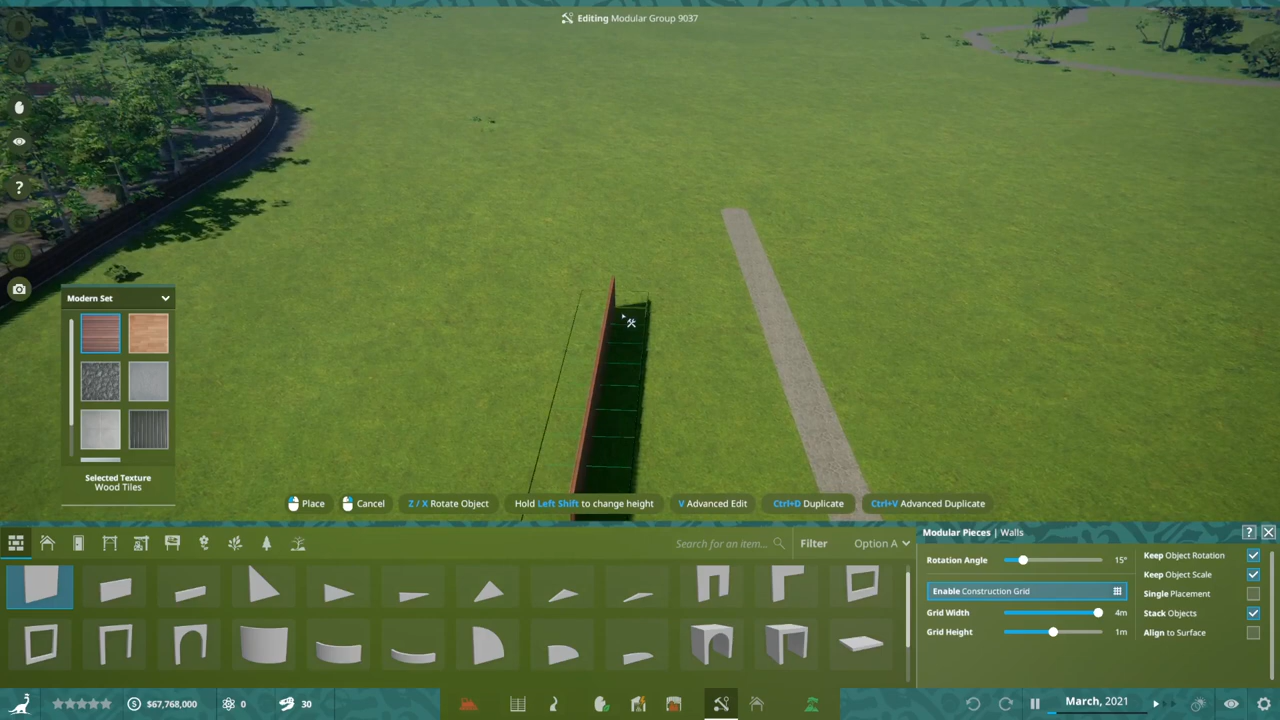 Editing Modular Group 9037
Modern Set
Selected Texture
Wood Tiles
Place
Cancel
Z / X Rotate Object
Hold Left Shift to change height
V Advanced Edit
Ctrl+D Duplicate
Ctrl+V Advanced Duplicate
Search for an item...
Filter
Option A
Modular Pieces | Walls
?
Rotation Angle 15°
Enable Construction Grid
Grid Width 4m
Grid Height 1m
Keep Object Rotation
Keep Object Scale
Single Placement
Stack Objects
Align to Surface
?
$67,768,000
0
30
March, 2021